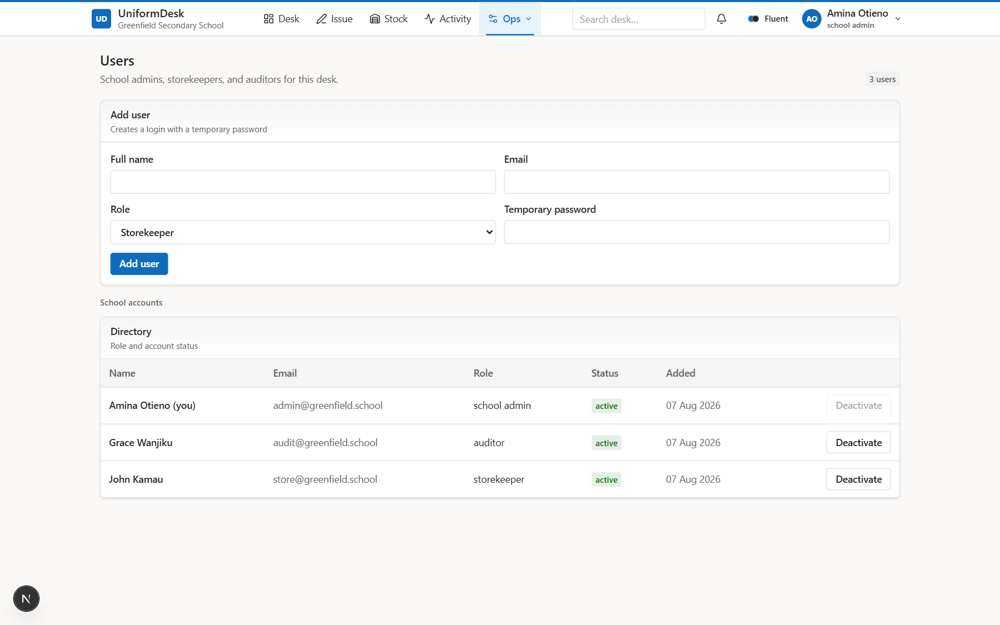 UD
UniformDesk
Greenfield Secondary School
Desk
Issue
Stock
Activity
Ops
Search desk...
Fluent
AO
Amina Otieno
school admin
Users
School admins, storekeepers, and auditors for this desk.
3 users
Add user
Creates a login with a temporary password
Full name
Email
Role
Temporary password
Storekeeper
Add user
School accounts
Directory
Role and account status
Name Email Role Status Added
Amina Otieno (you) admin@greenfield.school school admin active 07 Aug 2026 Deactivate
Grace Wanjiku audit@greenfield.school auditor active 07 Aug 2026 Deactivate
John Kamau store@greenfield.school storekeeper active 07 Aug 2026 Deactivate
N